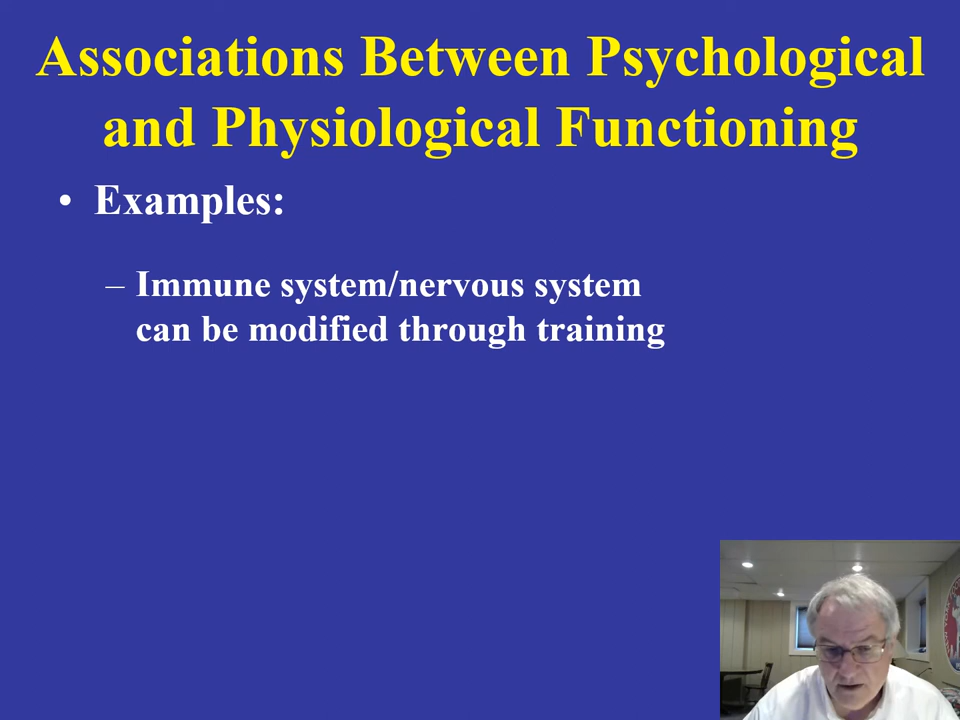 Associations Between Psychological
and Physiological Functioning
• Examples:
– Immune system/nervous system
can be modified through training